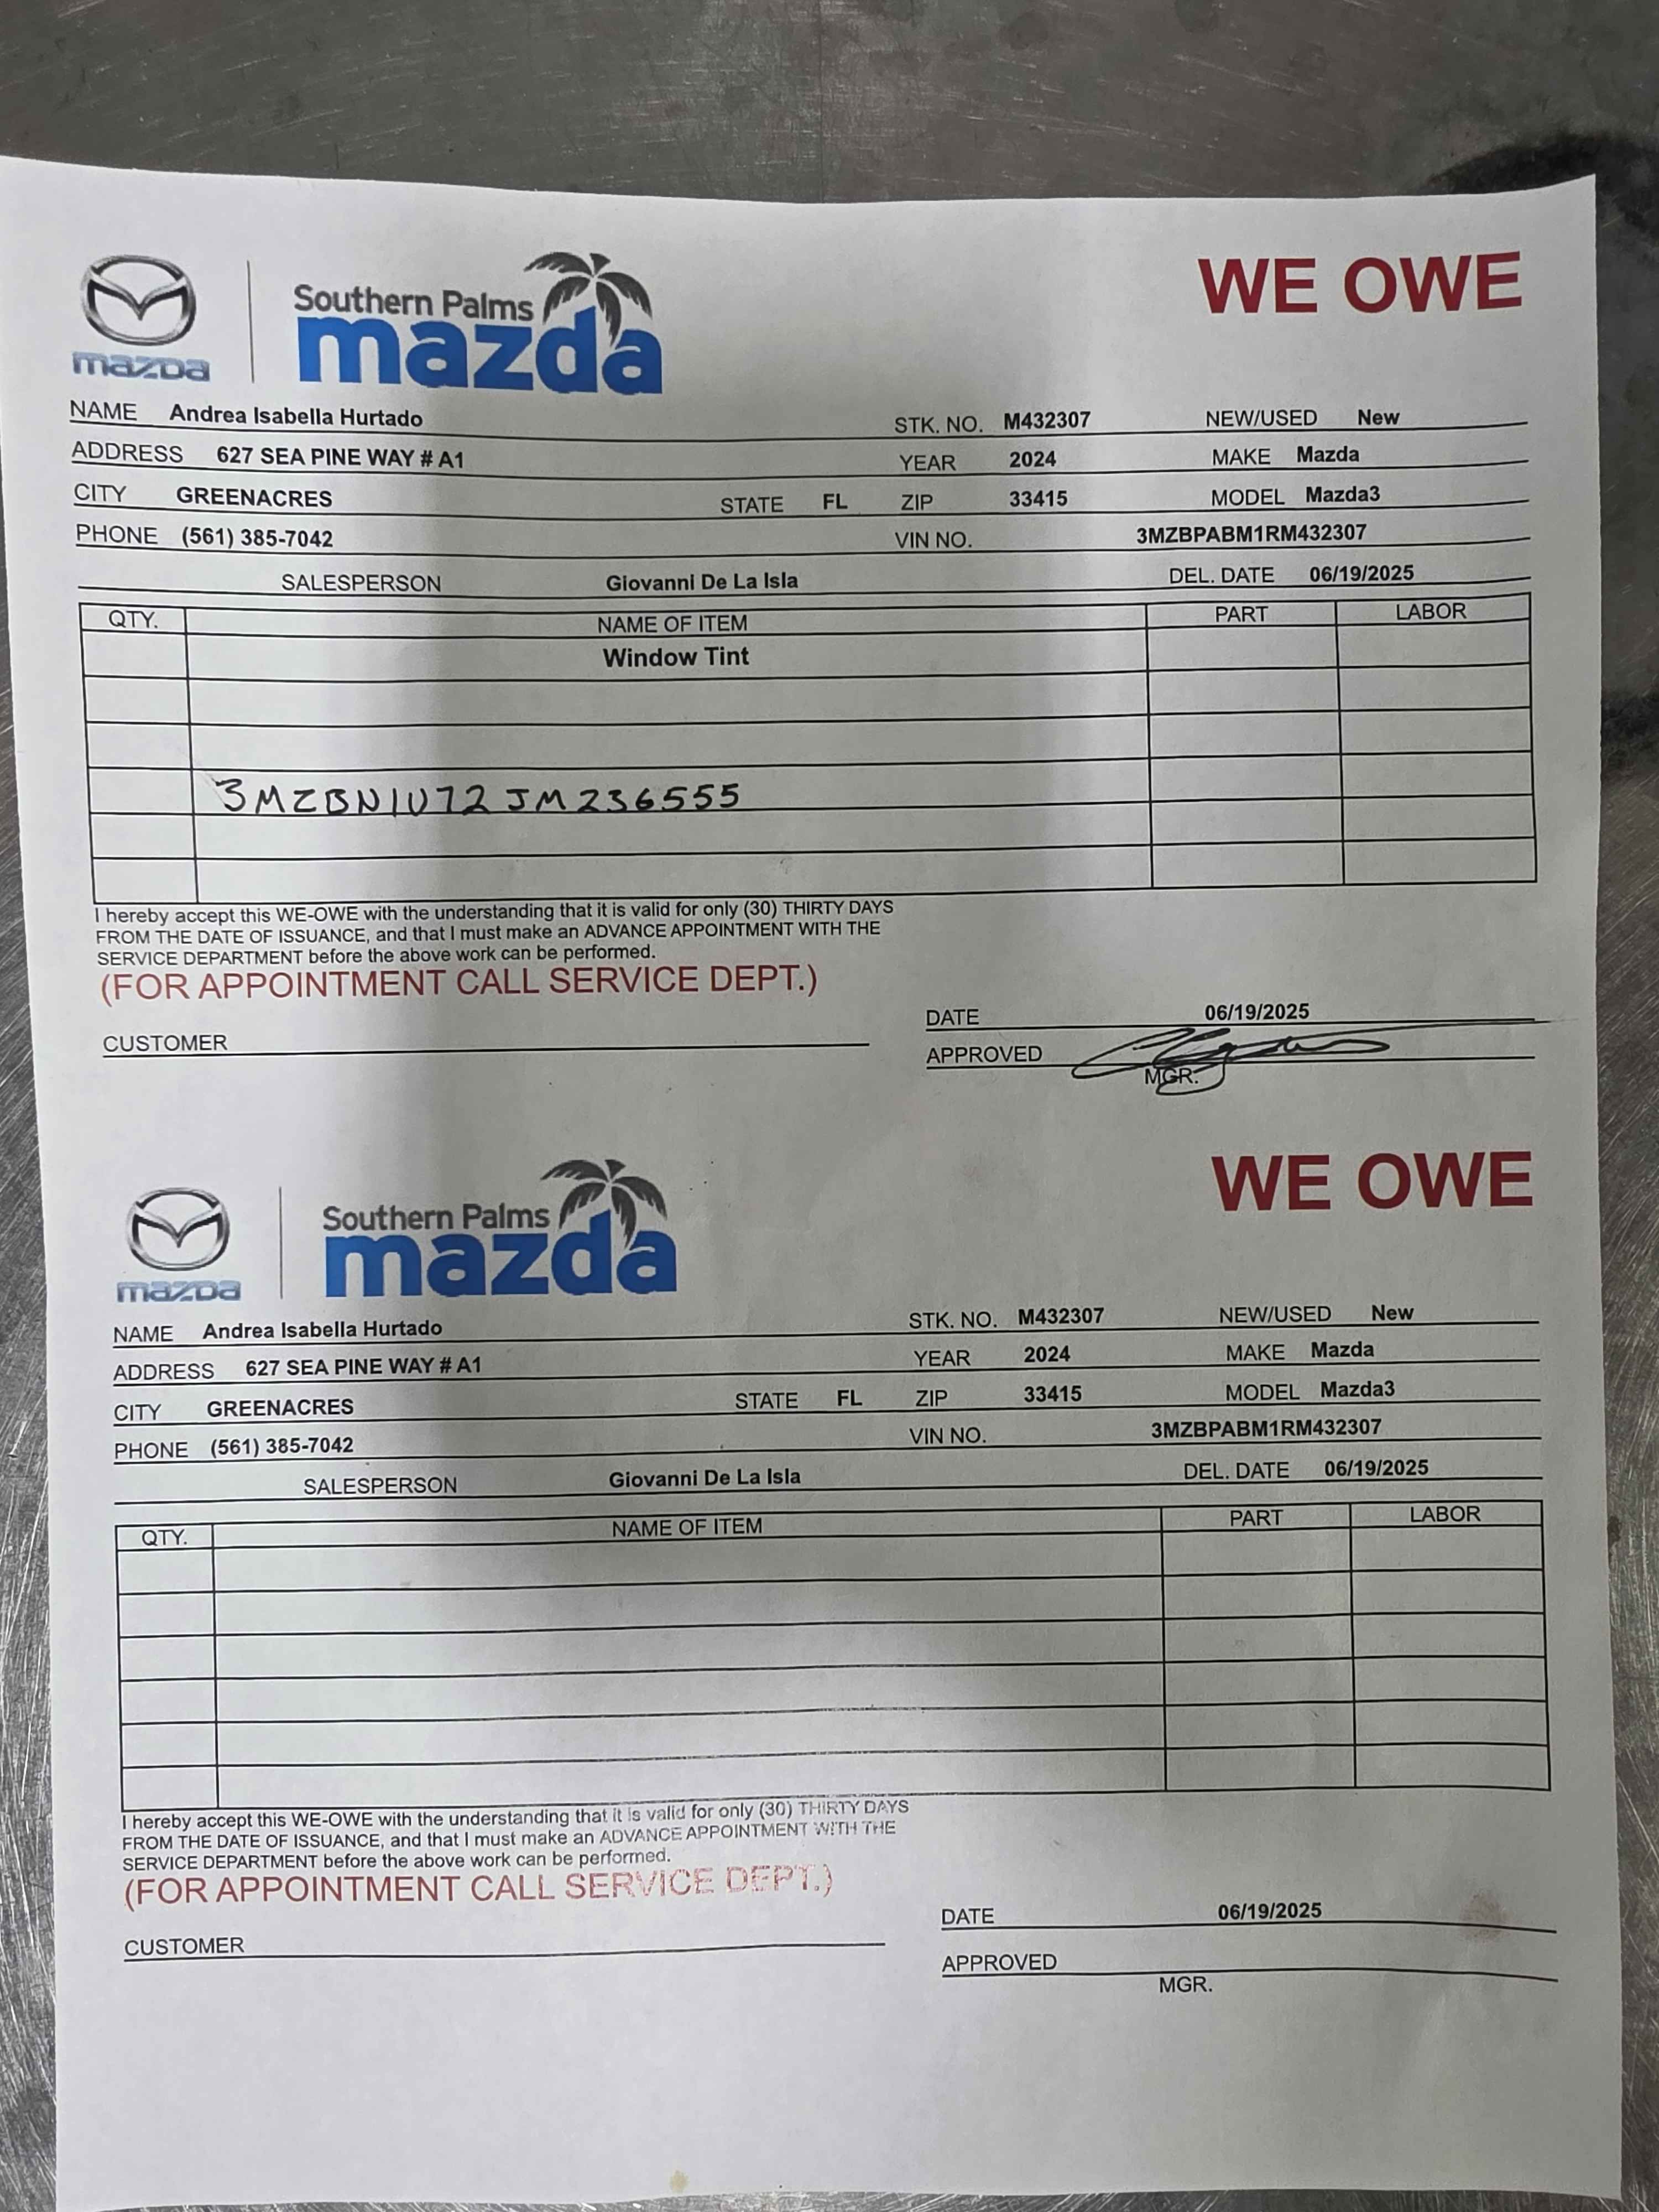 mazda
Southern Palms
mazda
WE OWE
NAME Andrea Isabella Hurtado STK. NO. M432307 NEW/USED New
ADDRESS 627 SEA PINE WAY # A1 YEAR 2024 MAKE Mazda
CITY GREENACRES STATE FL ZIP 33415 MODEL Mazda3
PHONE (561) 385-7042 VIN NO. 3MZBPABM1RM432307
SALESPERSON Giovanni De La Isla DEL. DATE 06/19/2025
QTY. NAME OF ITEM PART LABOR
Window Tint
3MZBN1U72JM236555
I hereby accept this WE-OWE with the understanding that it is valid for only (30) THIRTY DAYS
FROM THE DATE OF ISSUANCE, and that I must make an ADVANCE APPOINTMENT WITH THE
SERVICE DEPARTMENT before the above work can be performed.
(FOR APPOINTMENT CALL SERVICE DEPT.)
DATE 06/19/2025
CUSTOMER APPROVED
MGR.
mazda
Southern Palms
mazda
WE OWE
NAME Andrea Isabella Hurtado STK. NO. M432307 NEW/USED New
ADDRESS 627 SEA PINE WAY # A1 YEAR 2024 MAKE Mazda
CITY GREENACRES STATE FL ZIP 33415 MODEL Mazda3
PHONE (561) 385-7042 VIN NO. 3MZBPABM1RM432307
SALESPERSON Giovanni De La Isla DEL. DATE 06/19/2025
QTY. NAME OF ITEM PART LABOR
I hereby accept this WE-OWE with the understanding that it is valid for only (30) THIRTY DAYS
FROM THE DATE OF ISSUANCE, and that I must make an ADVANCE APPOINTMENT WITH THE
SERVICE DEPARTMENT before the above work can be performed.
(FOR APPOINTMENT CALL SERVICE DEPT.)
DATE 06/19/2025
CUSTOMER APPROVED
MGR.